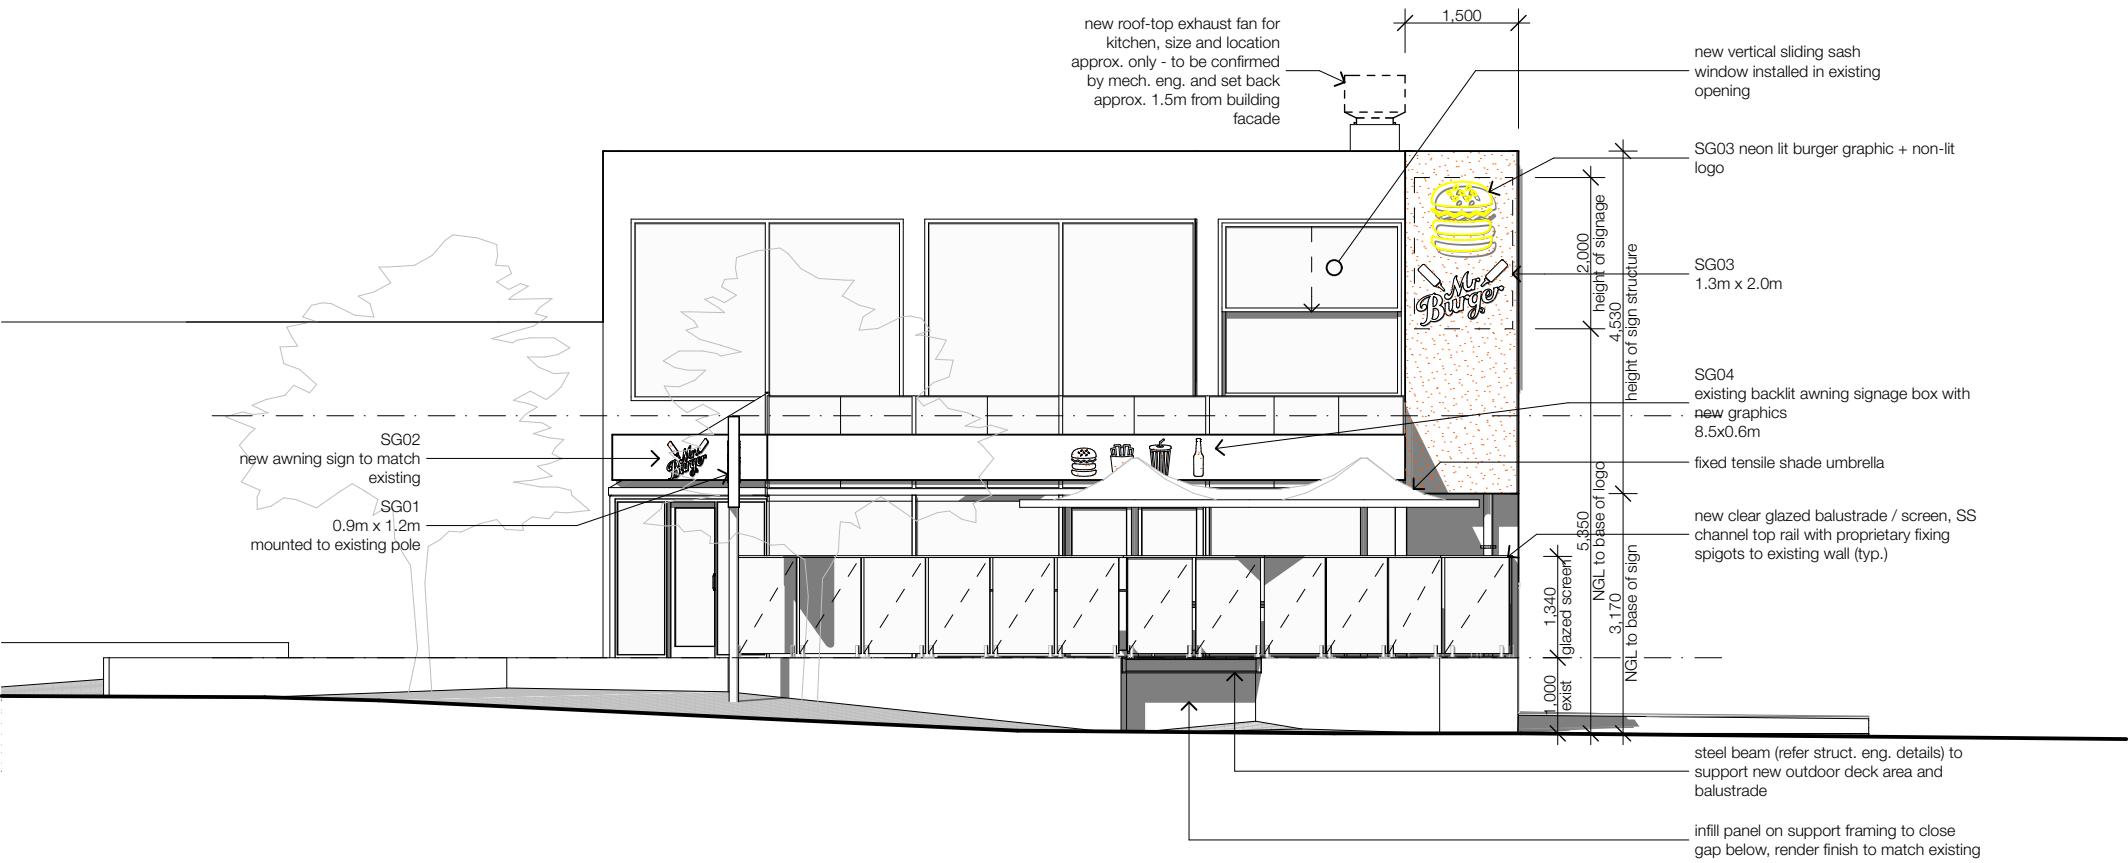 new roof-top exhaust fan for
kitchen, size and location
approx. only - to be confirmed
by mech. eng. and set back
approx. 1.5m from building
facade
1,500
new vertical sliding sash
window installed in existing
opening
SG03 neon lit burger graphic + non-lit
logo
SG03
1.3m x 2.0m
2,000
height of signage
4,530
height of sign structure
Mr
Burger
SG04
existing backlit awning signage box with
new graphics
8.5x0.6m
fixed tensile shade umbrella
new clear glazed balustrade / screen, SS
channel top rail with proprietary fixing
spigots to existing wall (typ.)
SG02
new awning sign to match
existing
Mr
Burger
SG01
0.9m x 1.2m
mounted to existing pole
5,350
NGL to base of logo
3,170
NGL to base of sign
1,340
glazed screen
1,000
exist
steel beam (refer struct. eng. details) to
support new outdoor deck area and
balustrade
infill panel on support framing to close
gap below, render finish to match existing